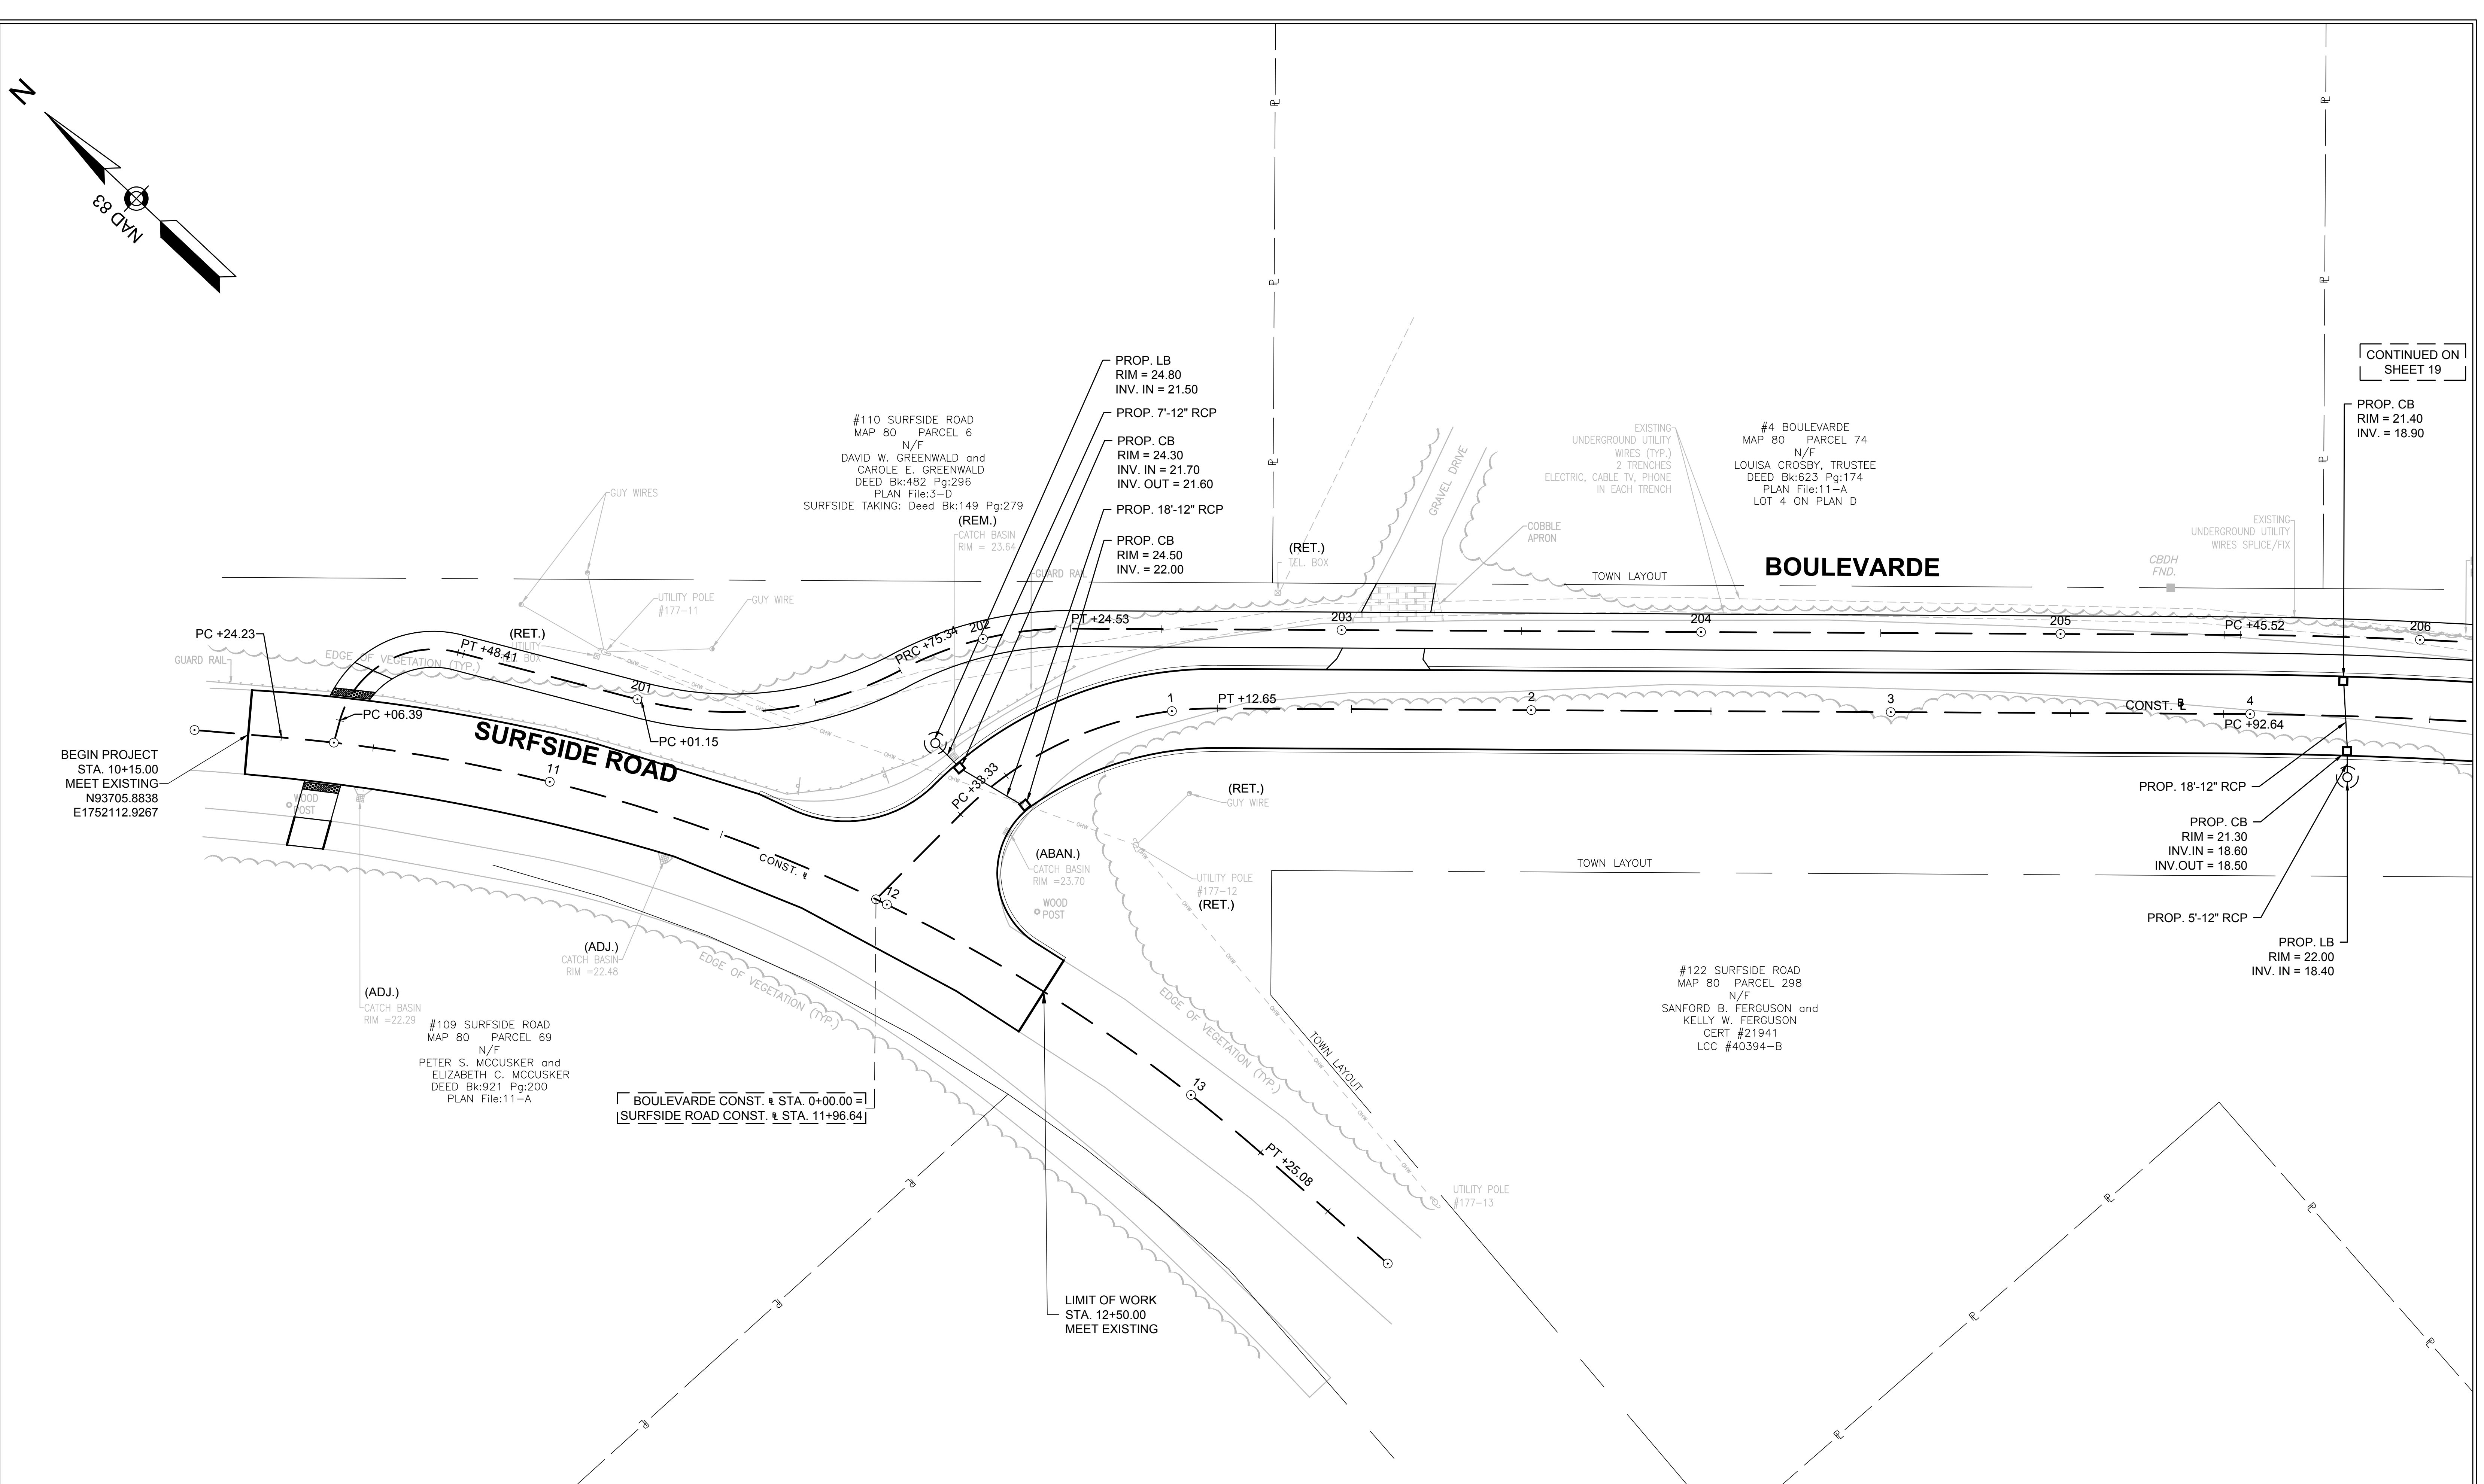 N
NAD 83
PROP. LB
RIM = 24.80
INV. IN = 21.50
PROP. 7'-12" RCP
PROP. CB
RIM = 24.30
INV. IN = 21.70
INV. OUT = 21.60
PROP. 18'-12" RCP
PROP. CB
RIM = 24.50
INV. = 22.00
CONTINUED ON
SHEET 19
PROP. CB
RIM = 21.40
INV. = 18.90
#110 SURFSIDE ROAD
MAP 80 PARCEL 6
N/F
DAVID W. GREENWALD and
CAROLE E. GREENWALD
DEED Bk:482 Pg:296
PLAN File:3-D
SURFSIDE TAKING: Deed Bk:149 Pg:279
(REM.)
CATCH BASIN
RIM = 23.64
GUARD RAIL
GUY WIRES
UTILITY POLE
#177-11
GUY WIRE
(RET.)
UTILITY
BOX
(RET.)
TEL. BOX
GRAVEL DRIVE
COBBLE
APRON
EXISTING
UNDERGROUND UTILITY
WIRES (TYP.)
2 TRENCHES
ELECTRIC, CABLE TV, PHONE
IN EACH TRENCH
#4 BOULEVARDE
MAP 80 PARCEL 74
N/F
LOUISA CROSBY, TRUSTEE
DEED Bk:623 Pg:174
PLAN File:11-A
LOT 4 ON PLAN D
TOWN LAYOUT
BOULEVARDE
CBDH
FND.
EXISTING
UNDERGROUND UTILITY
WIRES SPLICE/FIX
PC +24.23
GUARD RAIL
EDGE OF VEGETATION (TYP.)
PT +48.41
201
PC +01.15
PC +06.39
PRC +75.34
202
PT +24.53
203
204
205
PC +45.52
206
BEGIN PROJECT
STA. 10+15.00
MEET EXISTING
N93705.8838
E1752112.9267
SURFSIDE ROAD
11
WOOD
POST
CONST. ℄
12
PC +33.33
1
PT +12.65
2
3
CONST. ℄
4
PC +92.64
OHW
OHW
OHW
OHW
OHW
OHW
OHW
OHW
OHW
OHW
OHW
OHW
(RET.)
GUY WIRE
(ABAN.)
CATCH BASIN
RIM =23.70
WOOD
POST
UTILITY POLE
#177-12
(RET.)
TOWN LAYOUT
PROP. 18'-12" RCP
PROP. CB
RIM = 21.30
INV.IN = 18.60
INV.OUT = 18.50
PROP. 5'-12" RCP
PROP. LB
RIM = 22.00
INV. IN = 18.40
(ADJ.)
CATCH BASIN
RIM =22.48
(ADJ.)
CATCH BASIN
RIM =22.29
#109 SURFSIDE ROAD
MAP 80 PARCEL 69
N/F
PETER S. MCCUSKER and
ELIZABETH C. MCCUSKER
DEED Bk:921 Pg:200
PLAN File:11-A
EDGE OF VEGETATION (TYP.)
EDGE OF VEGETATION (TYP.)
TOWN LAYOUT
#122 SURFSIDE ROAD
MAP 80 PARCEL 298
N/F
SANFORD B. FERGUSON and
KELLY W. FERGUSON
CERT #21941
LCC #40394-B
BOULEVARDE CONST. ℄ STA. 0+00.00 =
SURFSIDE ROAD CONST. ℄ STA. 11+96.64
13
PT +25.08
UTILITY POLE
#177-13
LIMIT OF WORK
STA. 12+50.00
MEET EXISTING